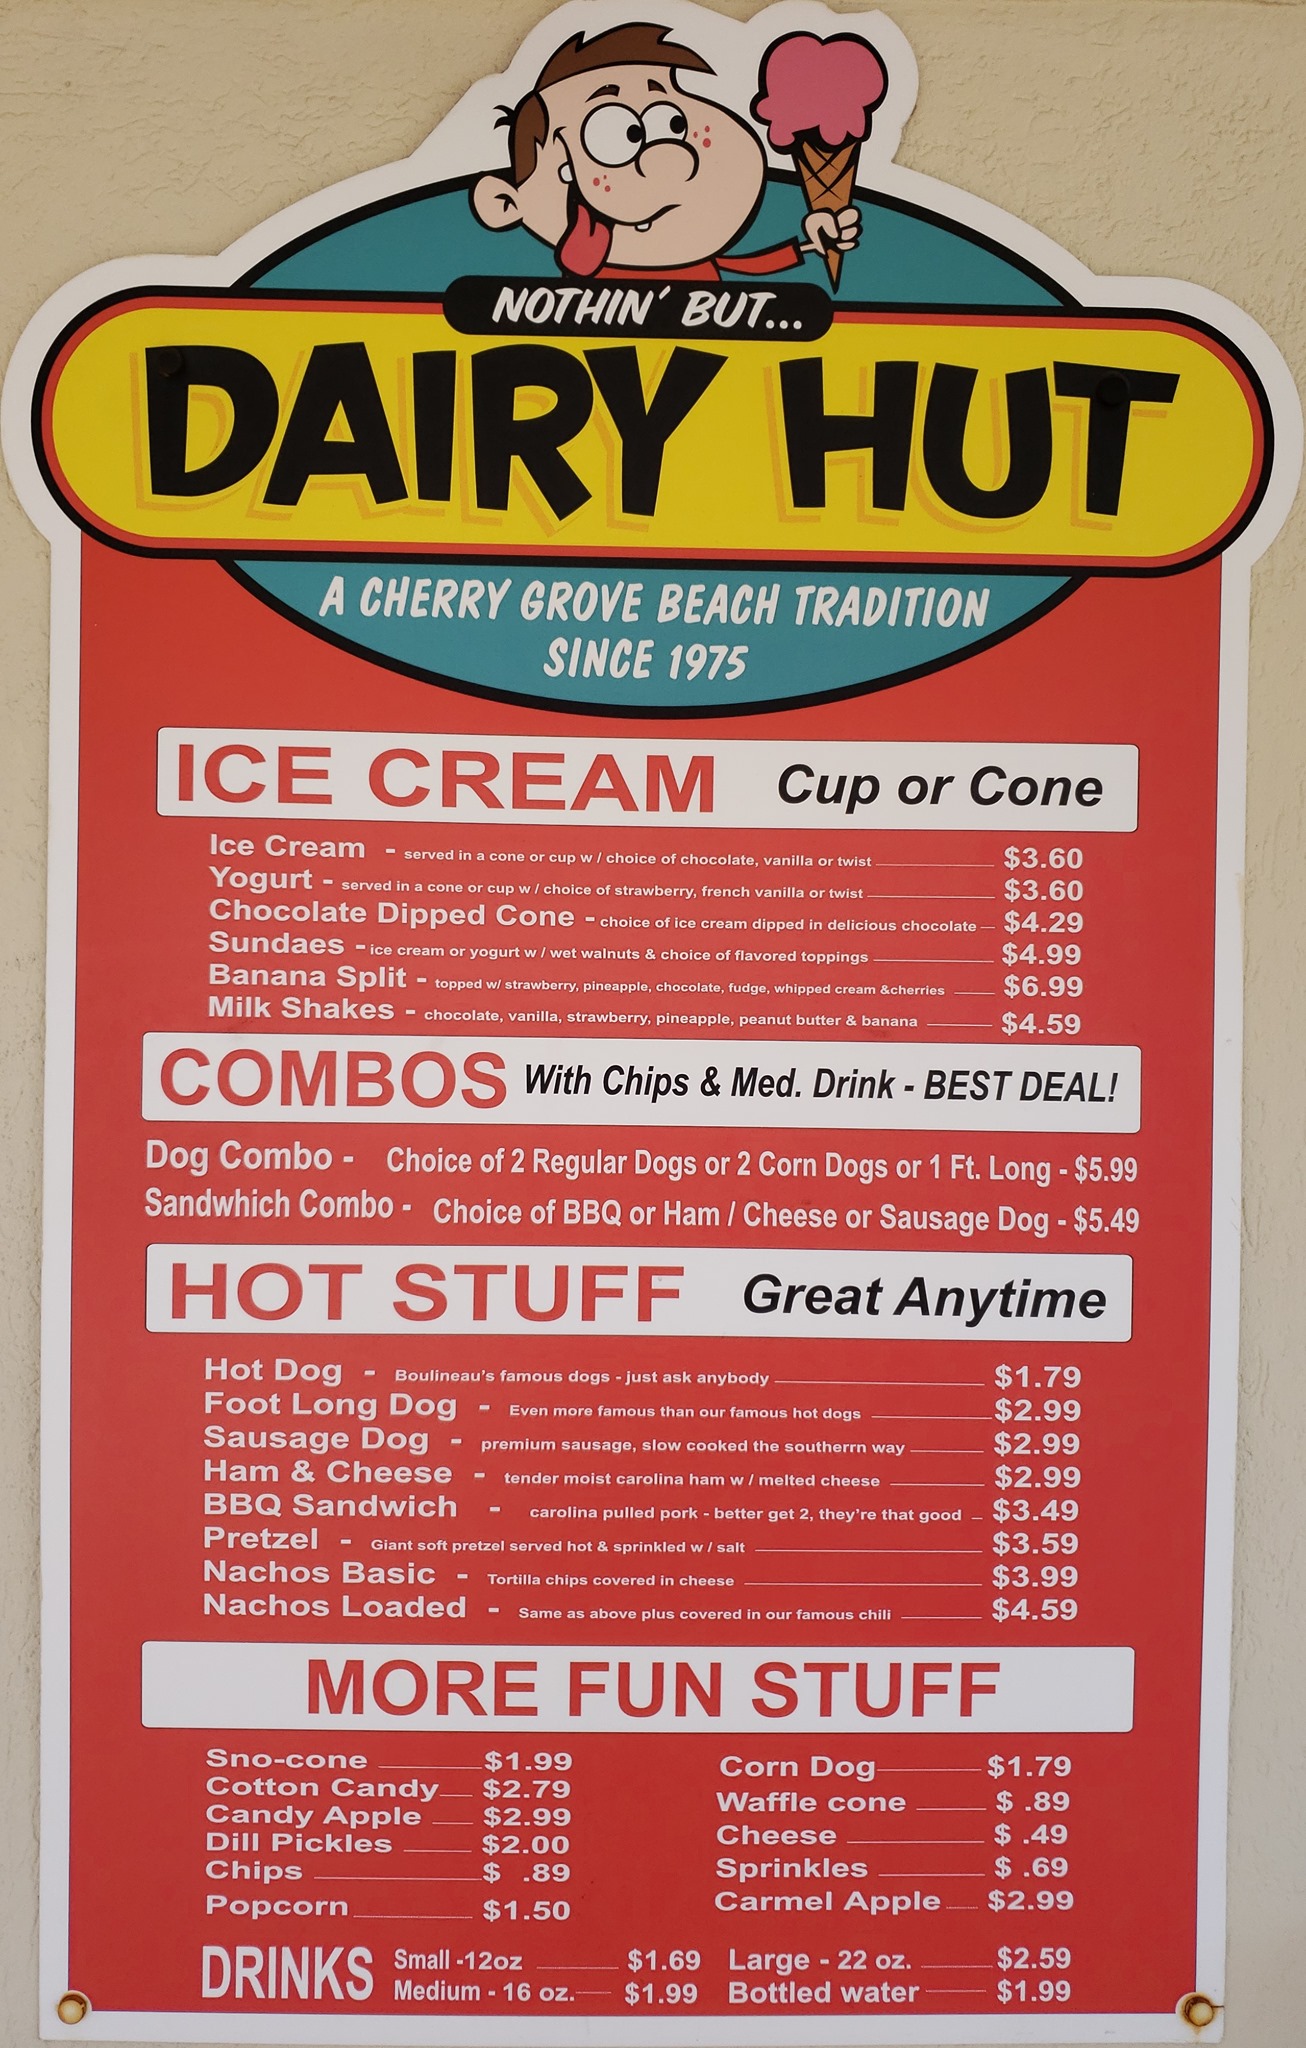 NOTHIN' BUT...
DAIRY HUT
A CHERRY GROVE BEACH TRADITION
SINCE 1975
ICE CREAM Cup or Cone
Ice Cream - served in a cone or cup w / choice of chocolate, vanilla or twist $3.60
Yogurt - served in a cone or cup w / choice of strawberry, french vanilla or twist $3.60
Chocolate Dipped Cone - choice of ice cream dipped in delicious chocolate $4.29
Sundaes - ice cream or yogurt w / wet walnuts & choice of flavored toppings $4.99
Banana Split - topped w/ strawberry, pineapple, chocolate, fudge, whipped cream &cherries $6.99
Milk Shakes - chocolate, vanilla, strawberry, pineapple, peanut butter & banana $4.59
COMBOS With Chips & Med. Drink - BEST DEAL!
Dog Combo - Choice of 2 Regular Dogs or 2 Corn Dogs or 1 Ft. Long - $5.99
Sandwhich Combo - Choice of BBQ or Ham / Cheese or Sausage Dog - $5.49
HOT STUFF Great Anytime
Hot Dog - Boulineau's famous dogs - just ask anybody $1.79
Foot Long Dog - Even more famous than our famous hot dogs $2.99
Sausage Dog - premium sausage, slow cooked the southerrn way $2.99
Ham & Cheese - tender moist carolina ham w / melted cheese $2.99
BBQ Sandwich - carolina pulled pork - better get 2, they're that good $3.49
Pretzel - Giant soft pretzel served hot & sprinkled w / salt $3.59
Nachos Basic - Tortilla chips covered in cheese $3.99
Nachos Loaded - Same as above plus covered in our famous chili $4.59
MORE FUN STUFF
Sno-cone $1.99
Cotton Candy $2.79
Candy Apple $2.99
Dill Pickles $2.00
Chips $ .89
Popcorn $1.50
Corn Dog $1.79
Waffle cone $ .89
Cheese $ .49
Sprinkles $ .69
Carmel Apple $2.99
DRINKS
Small -12oz $1.69
Medium - 16 oz. $1.99
Large - 22 oz. $2.59
Bottled water $1.99